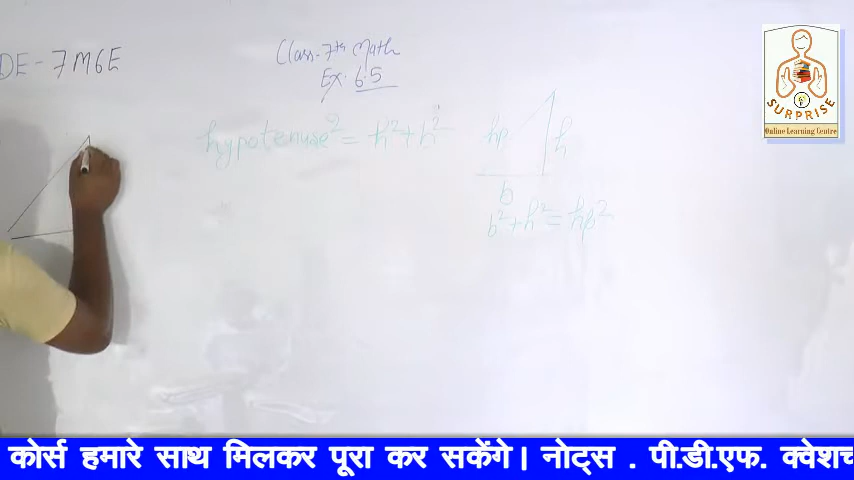 DE - 7M6E
Class - 7th Math
Ex. 6.5
hypotenuse² = h² + h²
hp
h
b
b² + h² = hp²
SURPRISE
Online Learning Centre
कोर्स हमारे साथ मिलकर पूरा कर सकेंगे। नोट्स . पी.डी.एफ. क्वेशच